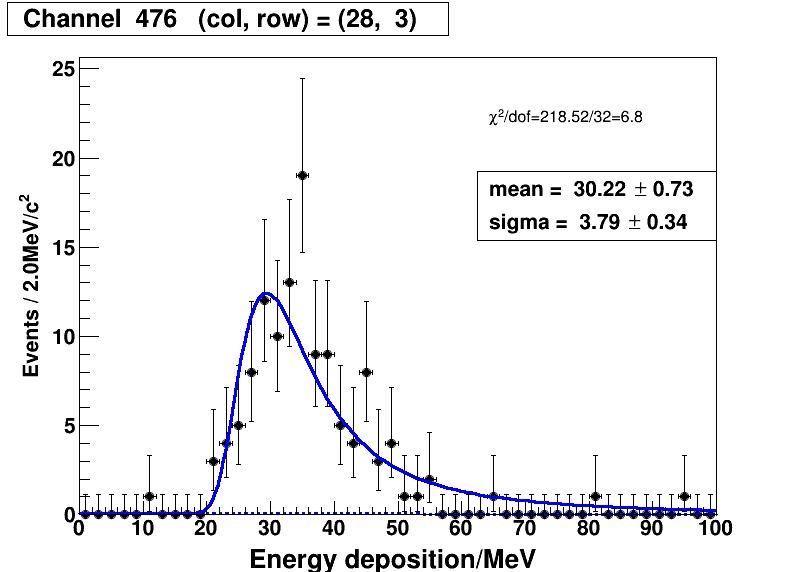 Channel 476 (col, row) = (28, 3)
χ²/dof=218.52/32=6.8
mean = 30.22 ± 0.73
sigma = 3.79 ± 0.34
Events / 2.0MeV/c²
25
20
15
10
5
0
0 10 20 30 40 50 60 70 80 90 100
Energy deposition/MeV